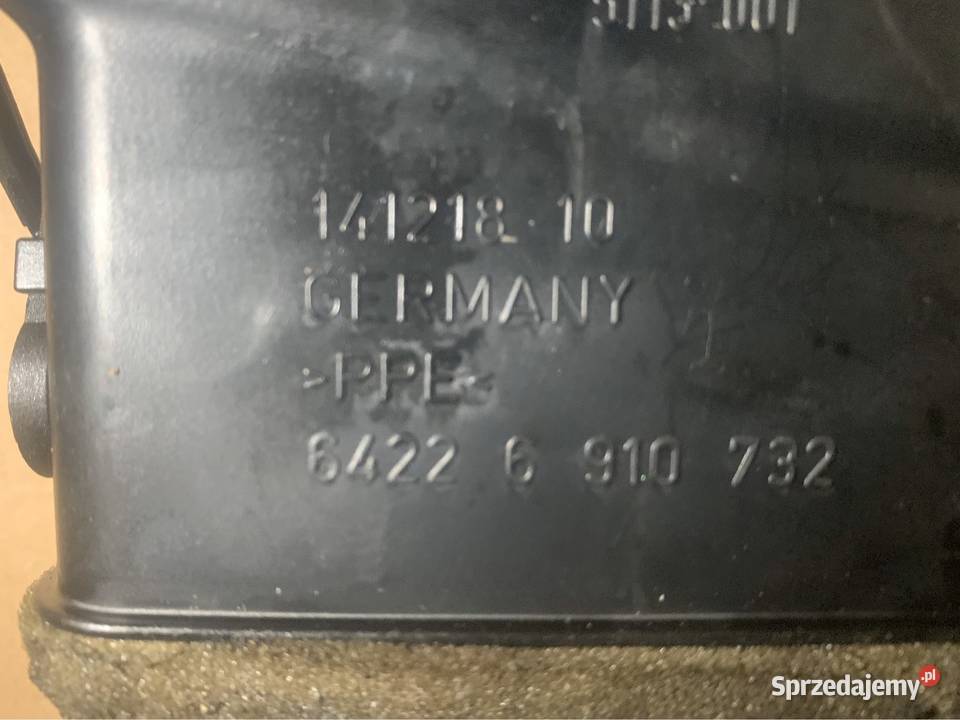 141218 10
GERMANY
>PPE<
6422 6 910 732
Sprzedajemy.pl